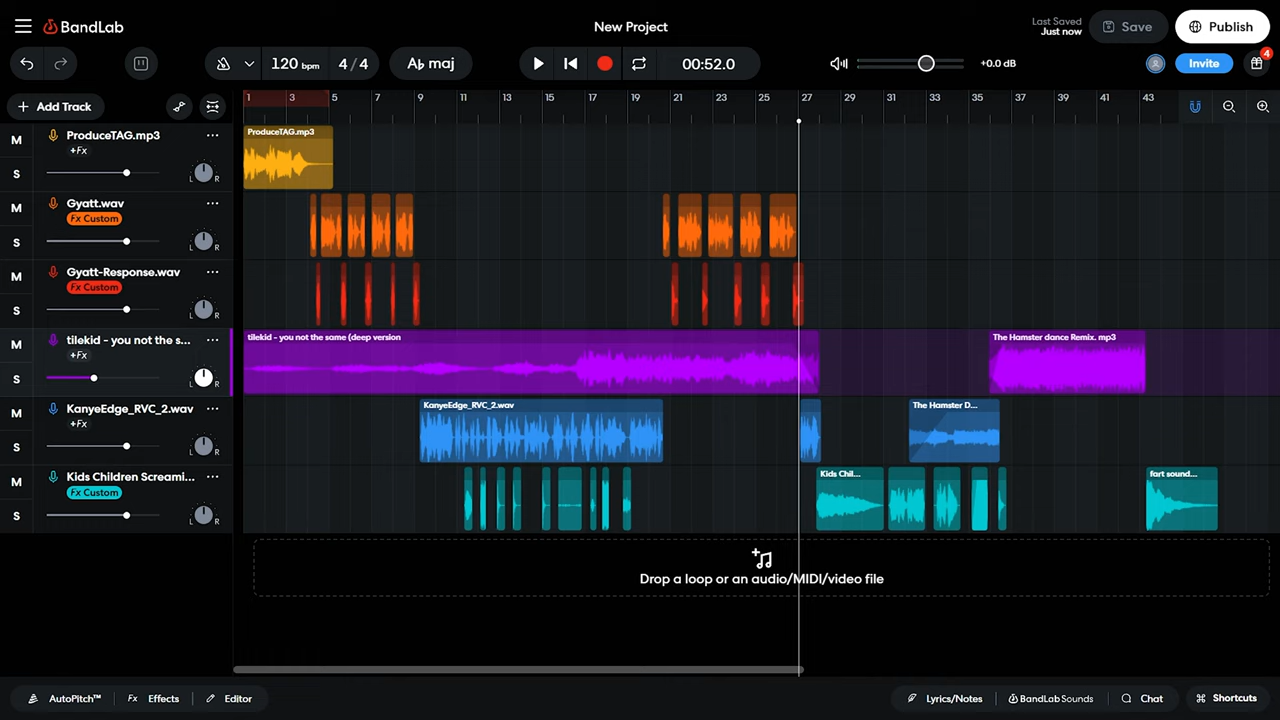 BandLab
New Project
Last Saved
Just now
Save
Publish
120 bpm
4/4
A♭ maj
00:52.0
+0.0 dB
Invite
4
Add Track
1 3 5 7 9 11 13 15 17 19 21 23 25 27 29 31 33 35 37 39 41 43
M
S
ProduceTAG.mp3
+Fx
L R
ProduceTAG.mp3
M
S
Gyatt.wav
Fx Custom
L R
M
S
Gyatt-Response.wav
Fx Custom
L R
M
S
tilekid - you not the s...
+Fx
L R
tilekid - you not the same (deep version
The Hamster dance Remix. mp3
M
S
KanyeEdge_RVC_2.wav
+Fx
L R
KanyeEdge_RVC_2.wav
The Hamster D...
M
S
Kids Children Screami...
Fx Custom
L R
Kids Chil...
fart sound...
Drop a loop or an audio/MIDI/video file
AutoPitch™
Fx Effects
Editor
Lyrics/Notes
BandLab Sounds
Chat
Shortcuts